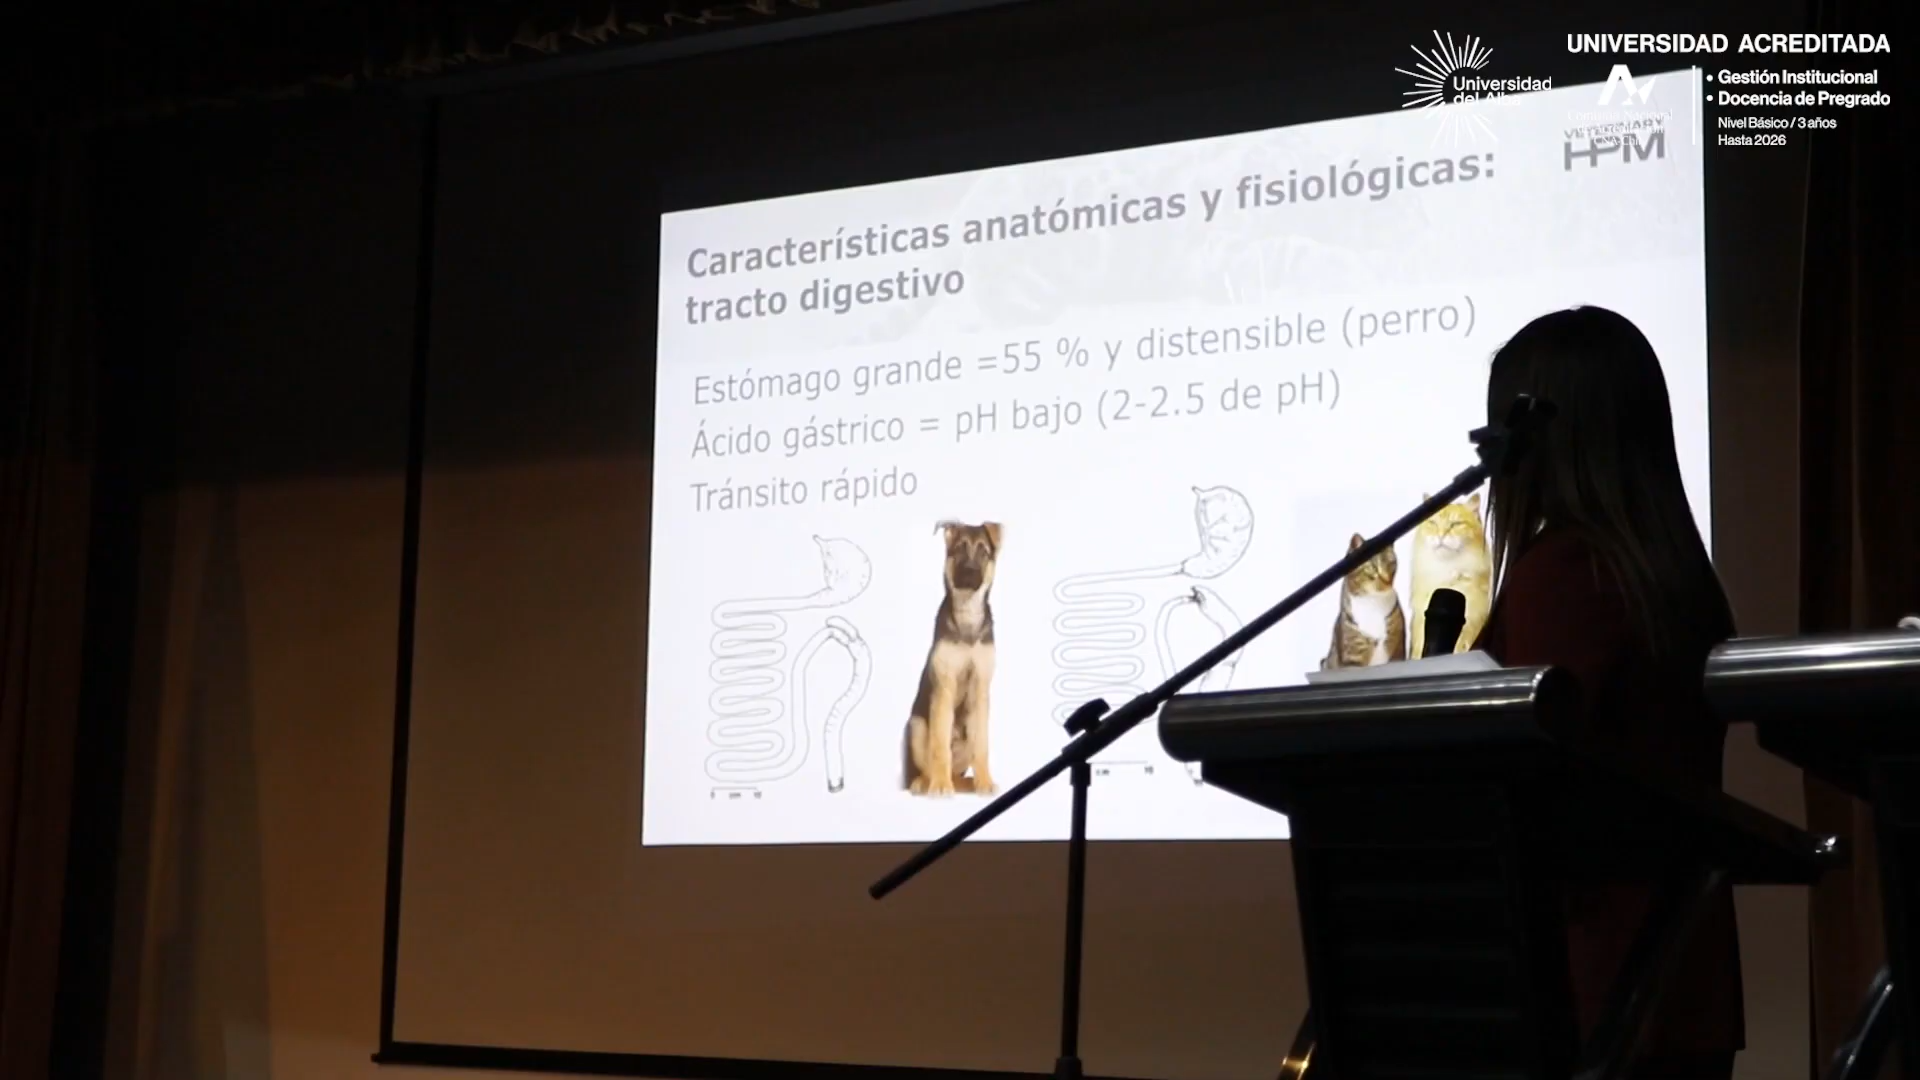 UNIVERSIDAD ACREDITADA
Universidad
del Alba
• Gestión Institucional
• Docencia de Pregrado
Nivel Básico / 3 años
Hasta 2026
HPM
Características anatómicas y fisiológicas:
tracto digestivo
Estómago grande =55 % y distensible (perro)
Ácido gástrico = pH bajo (2-2.5 de pH)
Tránsito rápido